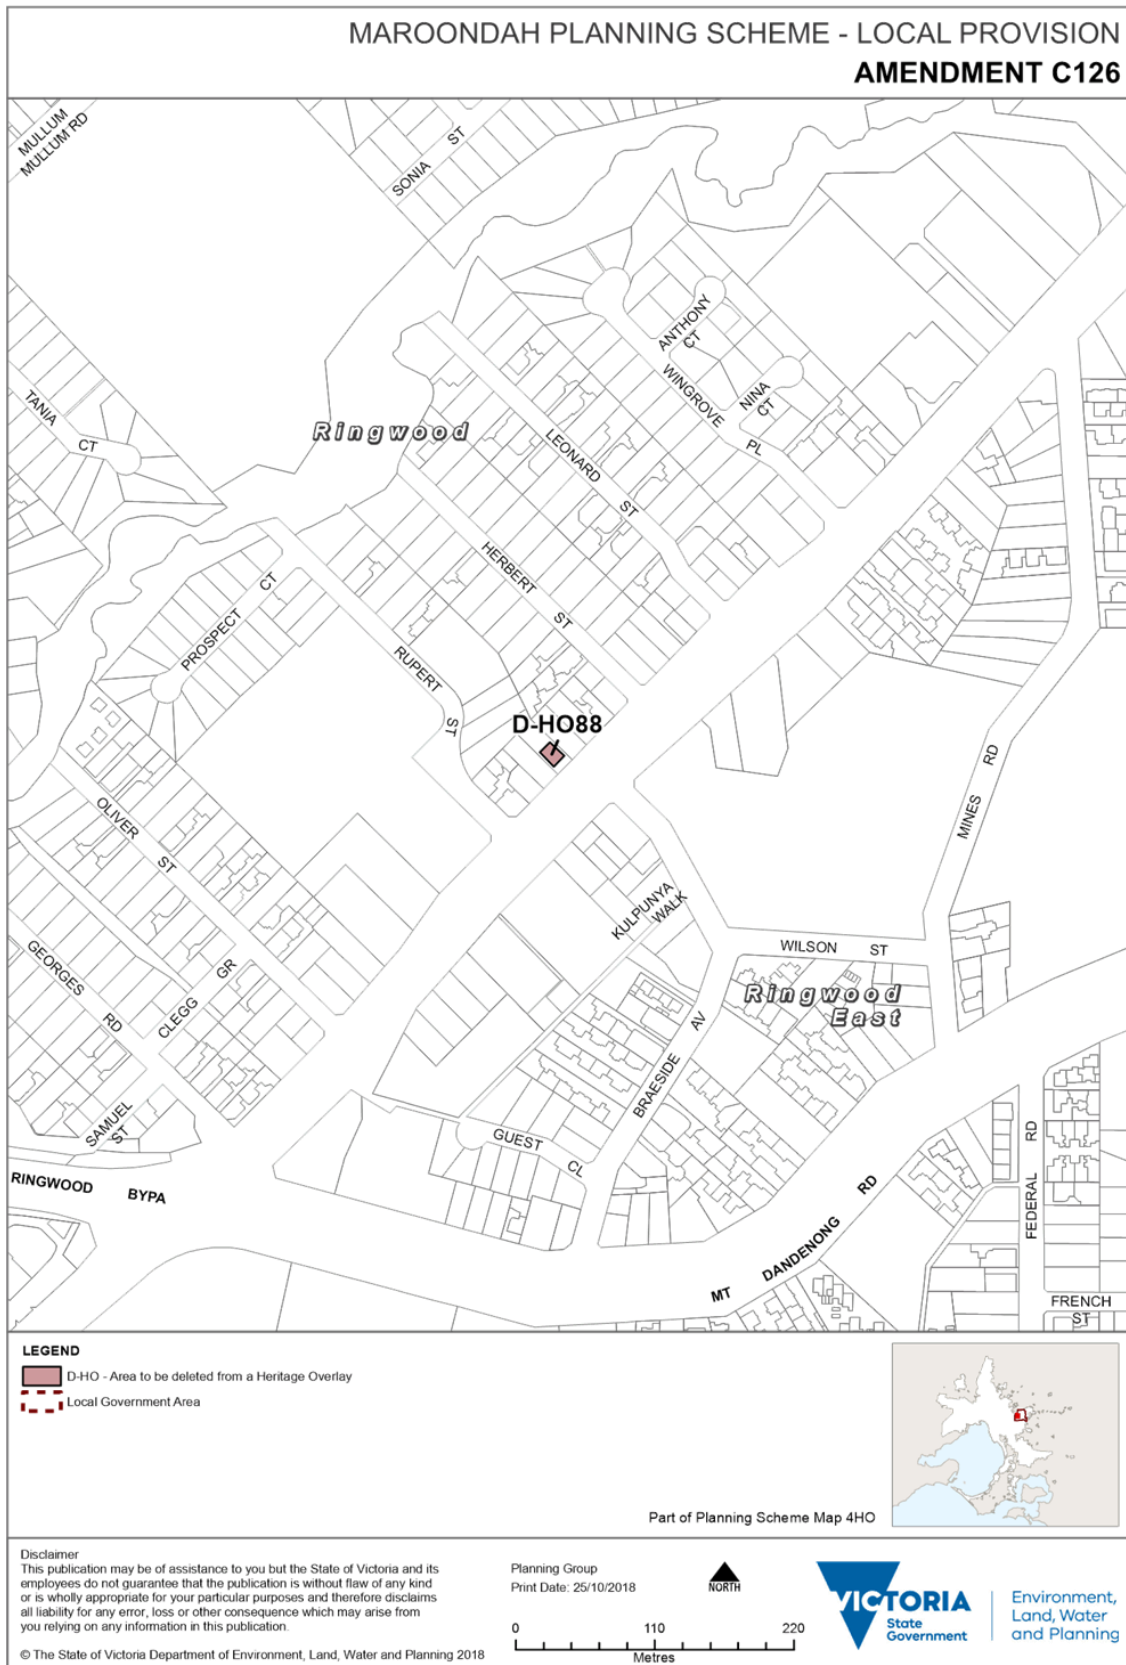 MAROONDAH PLANNING SCHEME - LOCAL PROVISION
AMENDMENT C126
MULLUM
MULLUM RD
SONIA ST
ANTHONY
CT
WINGROVE PL
NINA
CT
TANIA CT
Ringwood
LEONARD ST
HERBERT ST
PROSPECT CT
RUPERT ST
D-HO88
OLIVER ST
MINES RD
KULPUNYA
WALK
WILSON ST
GEORGES RD
CLEGG GR
Ringwood
East
BRAESIDE AV
SAMUEL
ST
GUEST CL
RINGWOOD BYPA
MT DANDENONG RD
FEDERAL RD
FRENCH
ST
LEGEND
D-HO - Area to be deleted from a Heritage Overlay
Local Government Area
Part of Planning Scheme Map 4HO
Disclaimer
This publication may be of assistance to you but the State of Victoria and its
employees do not guarantee that the publication is without flaw of any kind
or is wholly appropriate for your particular purposes and therefore disclaims
all liability for any error, loss or other consequence which may arise from
you relying on any information in this publication.
© The State of Victoria Department of Environment, Land, Water and Planning 2018
Planning Group
Print Date: 25/10/2018
NORTH
0 110 220
Metres
VICTORIA
State
Government
Environment,
Land, Water
and Planning